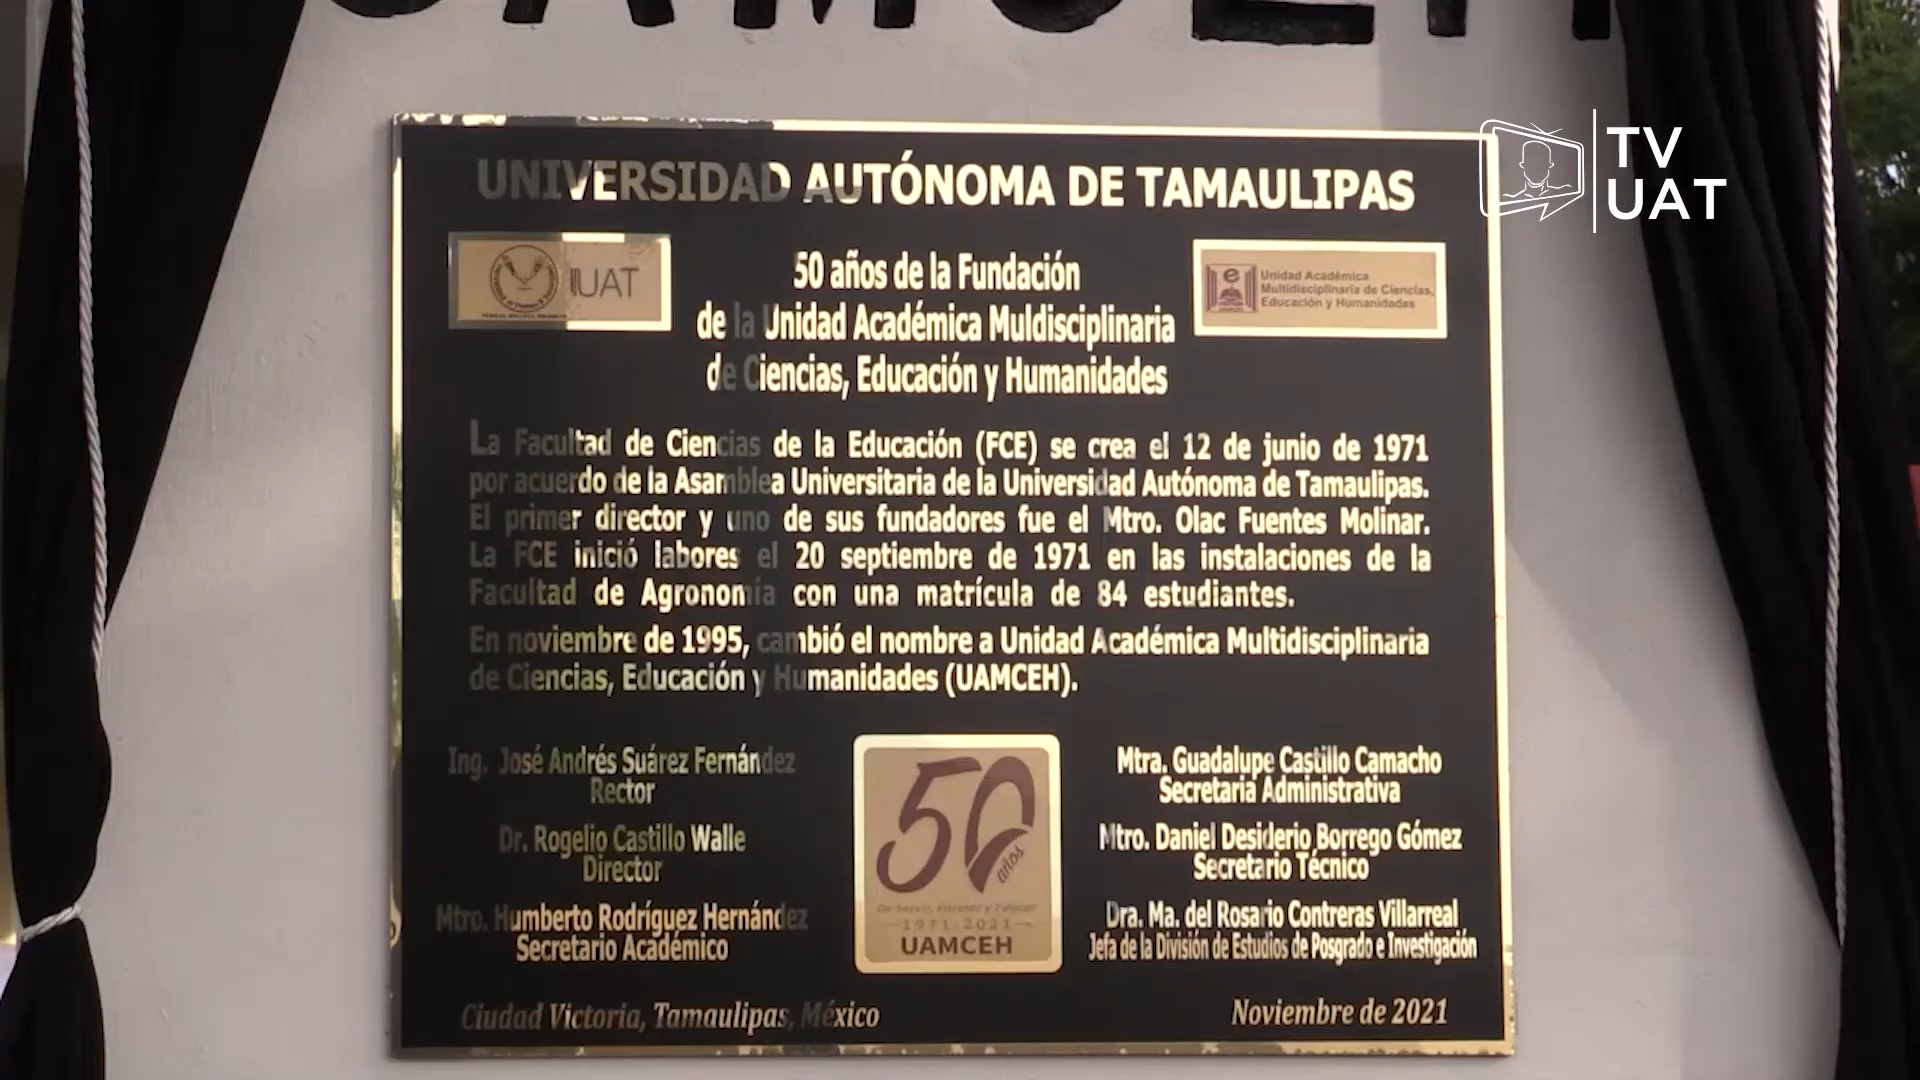 UNIVERSIDAD AUTÓNOMA DE TAMAULIPAS
TV
UAT
UAT
50 años de la Fundación
de la Unidad Académica Muldisciplinaria
de Ciencias, Educación y Humanidades
Unidad Académica
Multidisciplinaria de Ciencias,
Educación y Humanidades
La Facultad de Ciencias de la Educación (FCE) se crea el 12 de junio de 1971
por acuerdo de la Asamblea Universitaria de la Universidad Autónoma de Tamaulipas.
El primer director y uno de sus fundadores fue el Mtro. Olac Fuentes Molinar.
La FCE inició labores el 20 septiembre de 1971 en las instalaciones de la
Facultad de Agronomía con una matrícula de 84 estudiantes.
En noviembre de 1995, cambió el nombre a Unidad Académica Multidisciplinaria
de Ciencias, Educación y Humanidades (UAMCEH).
Ing. José Andrés Suárez Fernández
Rector
Dr. Rogelio Castillo Walle
Director
Mtro. Humberto Rodríguez Hernández
Secretario Académico
50
años
De Servir, Formar y Educar
1971-2021
UAMCEH
Mtra. Guadalupe Castillo Camacho
Secretaria Administrativa
Mtro. Daniel Desiderio Borrego Gómez
Secretario Técnico
Dra. Ma. del Rosario Contreras Villarreal
Jefa de la División de Estudios de Posgrado e Investigación
Ciudad Victoria, Tamaulipas, México
Noviembre de 2021